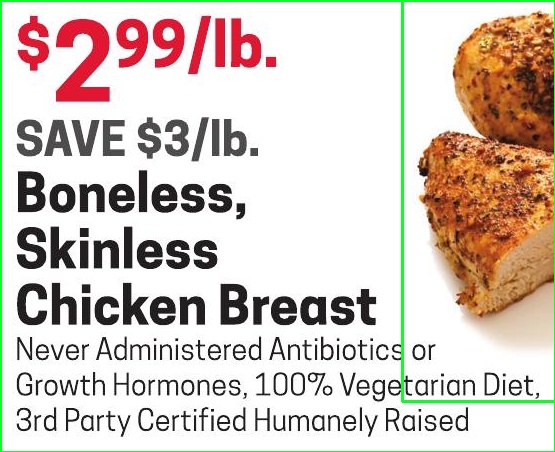 $2.99/lb.
SAVE $3/lb.
Boneless,
Skinless
Chicken Breast
Never Administered Antibiotics or
Growth Hormones, 100% Vegetarian Diet,
3rd Party Certified Humanely Raised